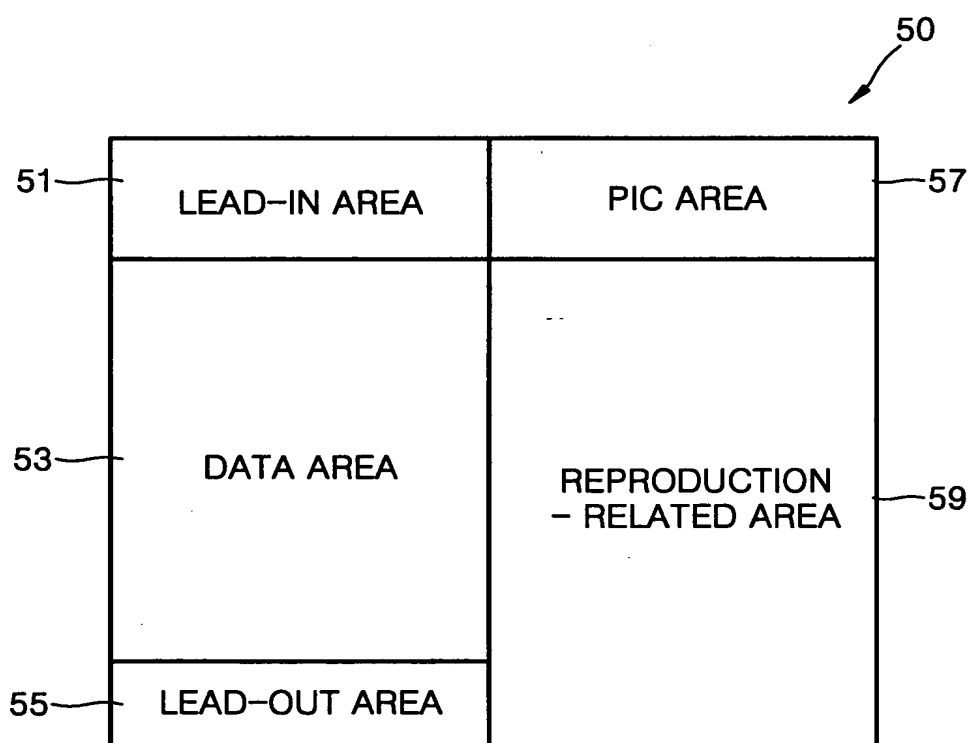 50
51
LEAD-IN AREA
PIC AREA
57
53
DATA AREA
REPRODUCTION
- RELATED AREA
59
55
LEAD-OUT AREA